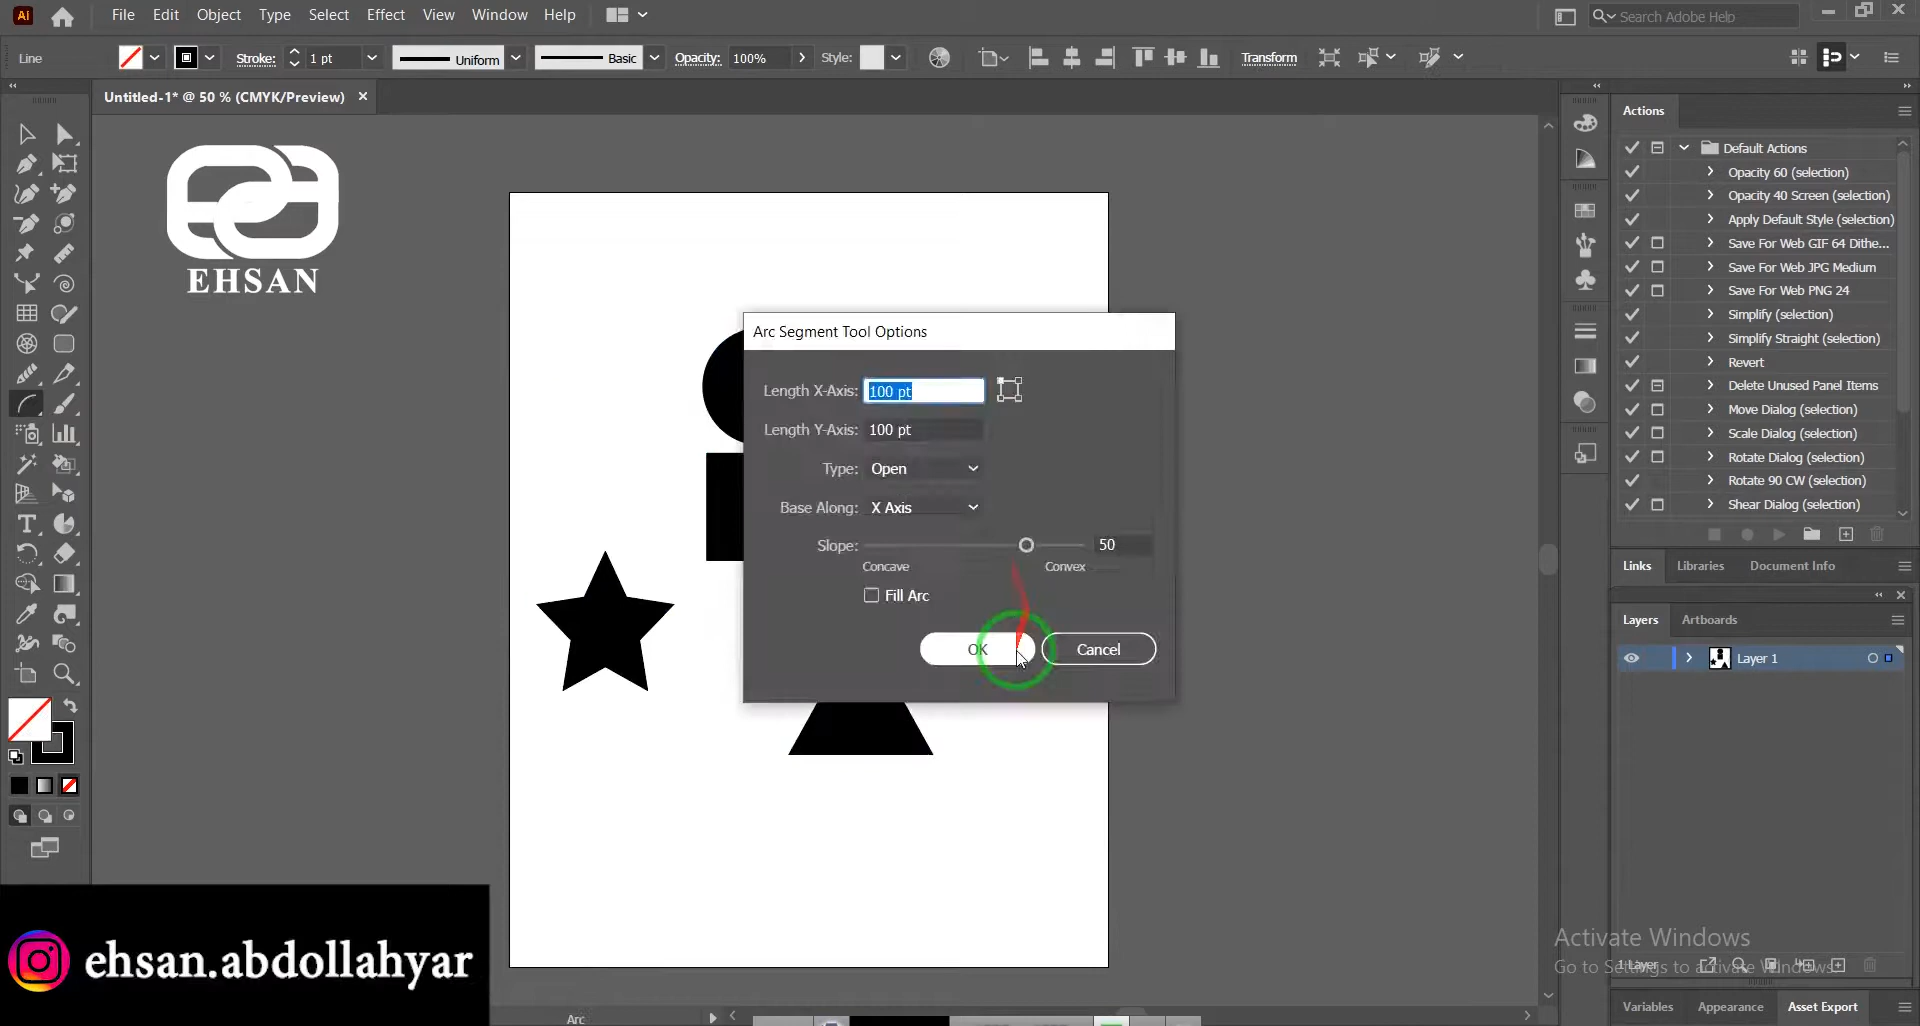 Ai
File Edit Object Type Select Effect View Window Help
Search Adobe Help
Line
Stroke: 1 pt Uniform Basic Opacity: 100% Style: Transform
Untitled-1* @ 50 % (CMYK/Preview)
EHSAN
Arc Segment Tool Options
Length X-Axis: 100 pt
Length Y-Axis: 100 pt
Type: Open
Base Along: X Axis
Slope: 50
Concave Convex
Fill Arc
OK Cancel
Actions
Default Actions
Opacity 60 (selection)
Opacity 40 Screen (selection)
Apply Default Style (selection)
Save For Web GIF 64 Dithe...
Save For Web JPG Medium
Save For Web PNG 24
Simplify (selection)
Simplify Straight (selection)
Revert
Delete Unused Panel Items
Move Dialog (selection)
Scale Dialog (selection)
Rotate Dialog (selection)
Rotate 90 CW (selection)
Shear Dialog (selection)
Links Libraries Document Info
Layers Artboards
Layer 1
Activate Windows
Go to Settings to activate Windows.
1 Layer
Variables Appearance Asset Export
ehsan.abdollahyar
Arc